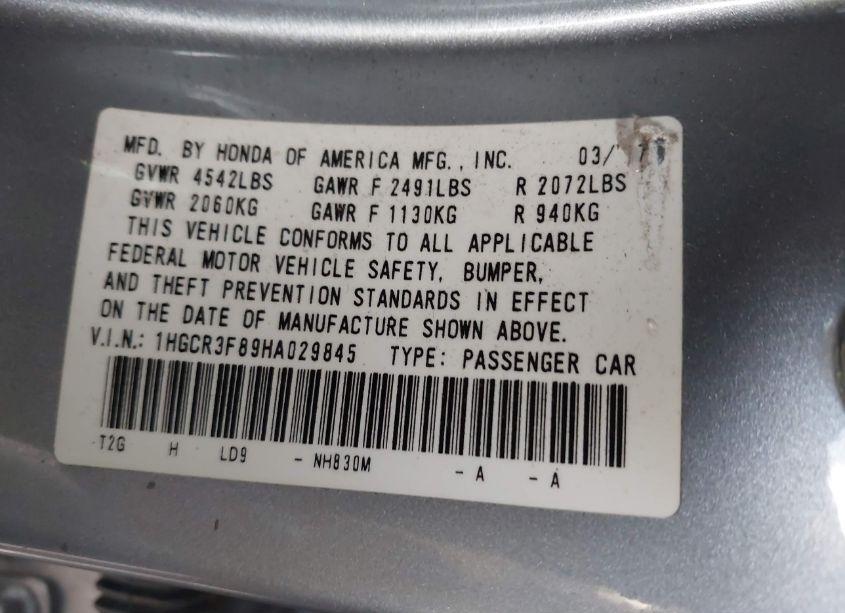 MFD. BY HONDA OF AMERICA MFG., INC. 03/17
GVWR 4542LBS GAWR F 2491LBS R 2072LBS
GVWR 2060KG GAWR F 1130KG R 940KG
THIS VEHICLE CONFORMS TO ALL APPLICABLE
FEDERAL MOTOR VEHICLE SAFETY, BUMPER,
AND THEFT PREVENTION STANDARDS IN EFFECT
ON THE DATE OF MANUFACTURE SHOWN ABOVE.
V.I.N.: 1HGCR3F89HA029845 TYPE: PASSENGER CAR
T2G H LD9 - NH830M - A - A